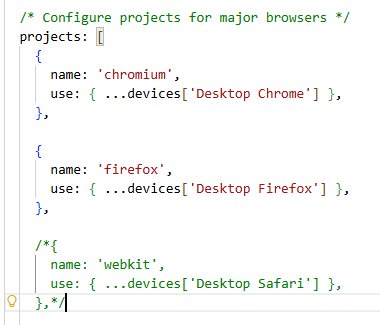 /* Configure projects for major browsers */
projects: [
{
name: 'chromium',
use: { ...devices['Desktop Chrome'] },
},
{
name: 'firefox',
use: { ...devices['Desktop Firefox'] },
},
/*{
name: 'webkit',
use: { ...devices['Desktop Safari'] },
},*/